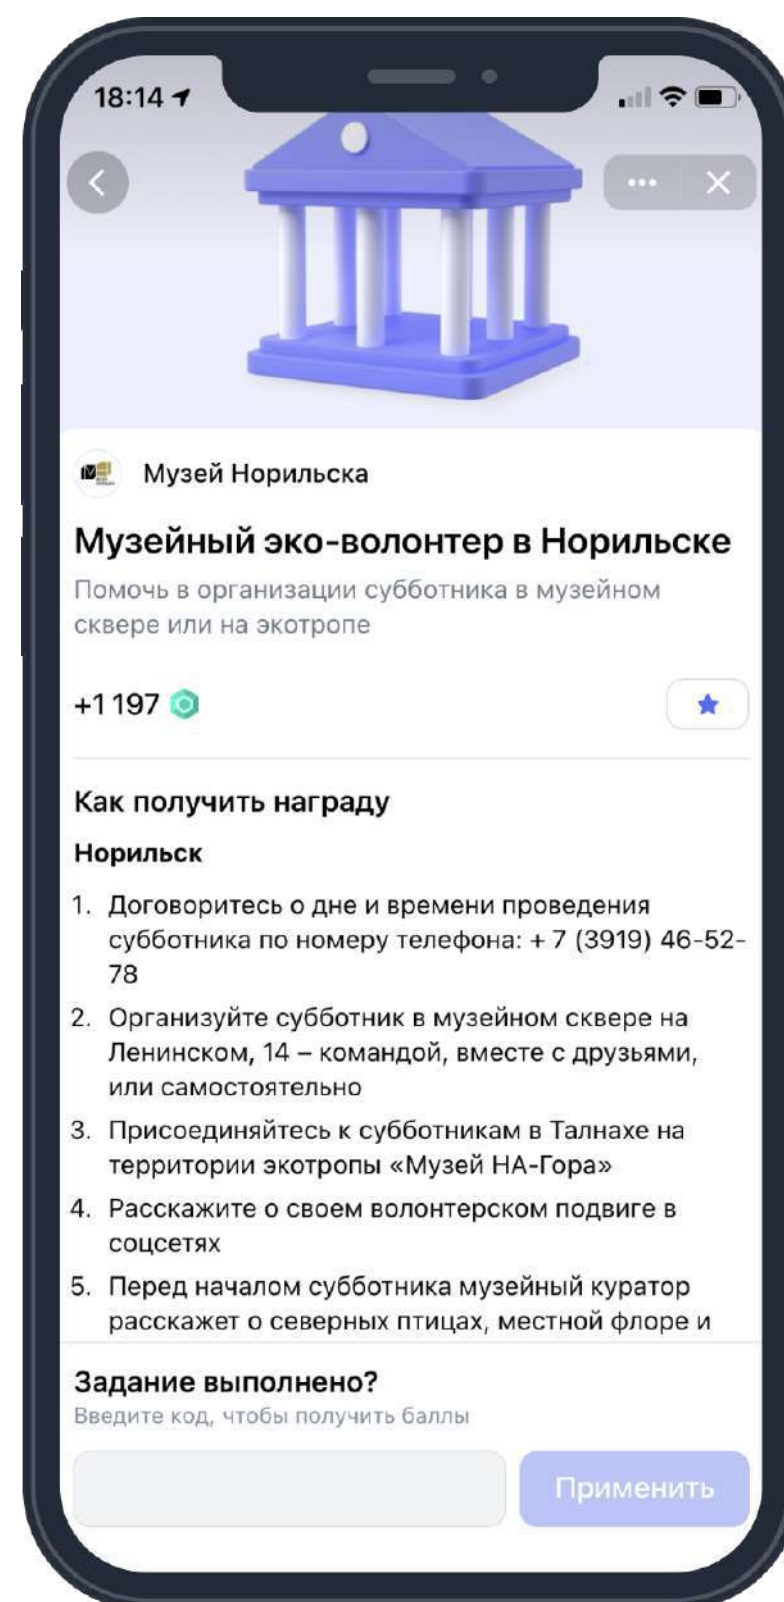 18:14
Музей Норильска
Музейный эко-волонтер в Норильске
Помочь в организации субботника в музейном
сквере или на экотропе
+1 197
Как получить награду
Норильск
1. Договоритесь о дне и времени проведения
субботника по номеру телефона: + 7 (3919) 46-52-
78
2. Организуйте субботник в музейном сквере на
Ленинском, 14 – командой, вместе с друзьями,
или самостоятельно
3. Присоединяйтесь к субботникам в Талнахе на
территории экотропы «Музей НА-Гора»
4. Расскажите о своем волонтерском подвиге в
соцсетях
5. Перед началом субботника музейный куратор
расскажет о северных птицах, местной флоре и
Задание выполнено?
Введите код, чтобы получить баллы
Применить